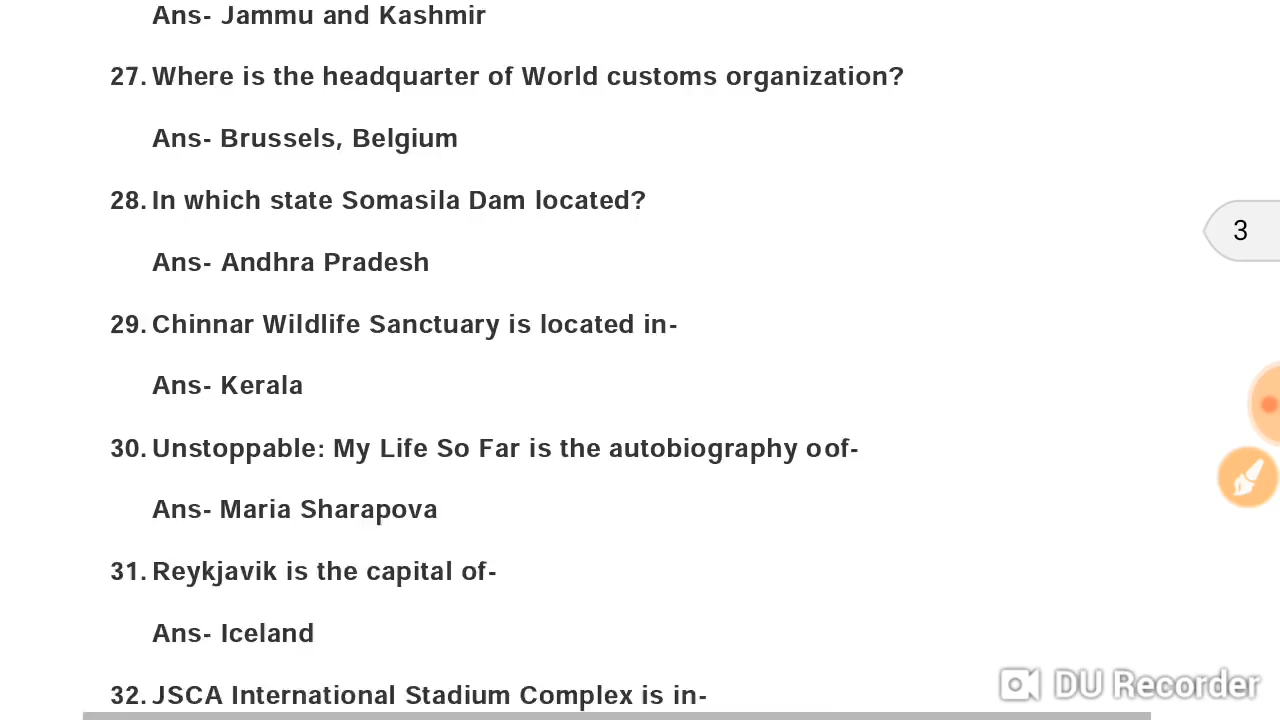 Ans- Jammu and Kashmir
27. Where is the headquarter of World customs organization?
Ans- Brussels, Belgium
28. In which state Somasila Dam located?
Ans- Andhra Pradesh
3
29. Chinnar Wildlife Sanctuary is located in-
Ans- Kerala
30. Unstoppable: My Life So Far is the autobiography oof-
Ans- Maria Sharapova
31. Reykjavik is the capital of-
Ans- Iceland
32. JSCA International Stadium Complex is in-
DU Recorder